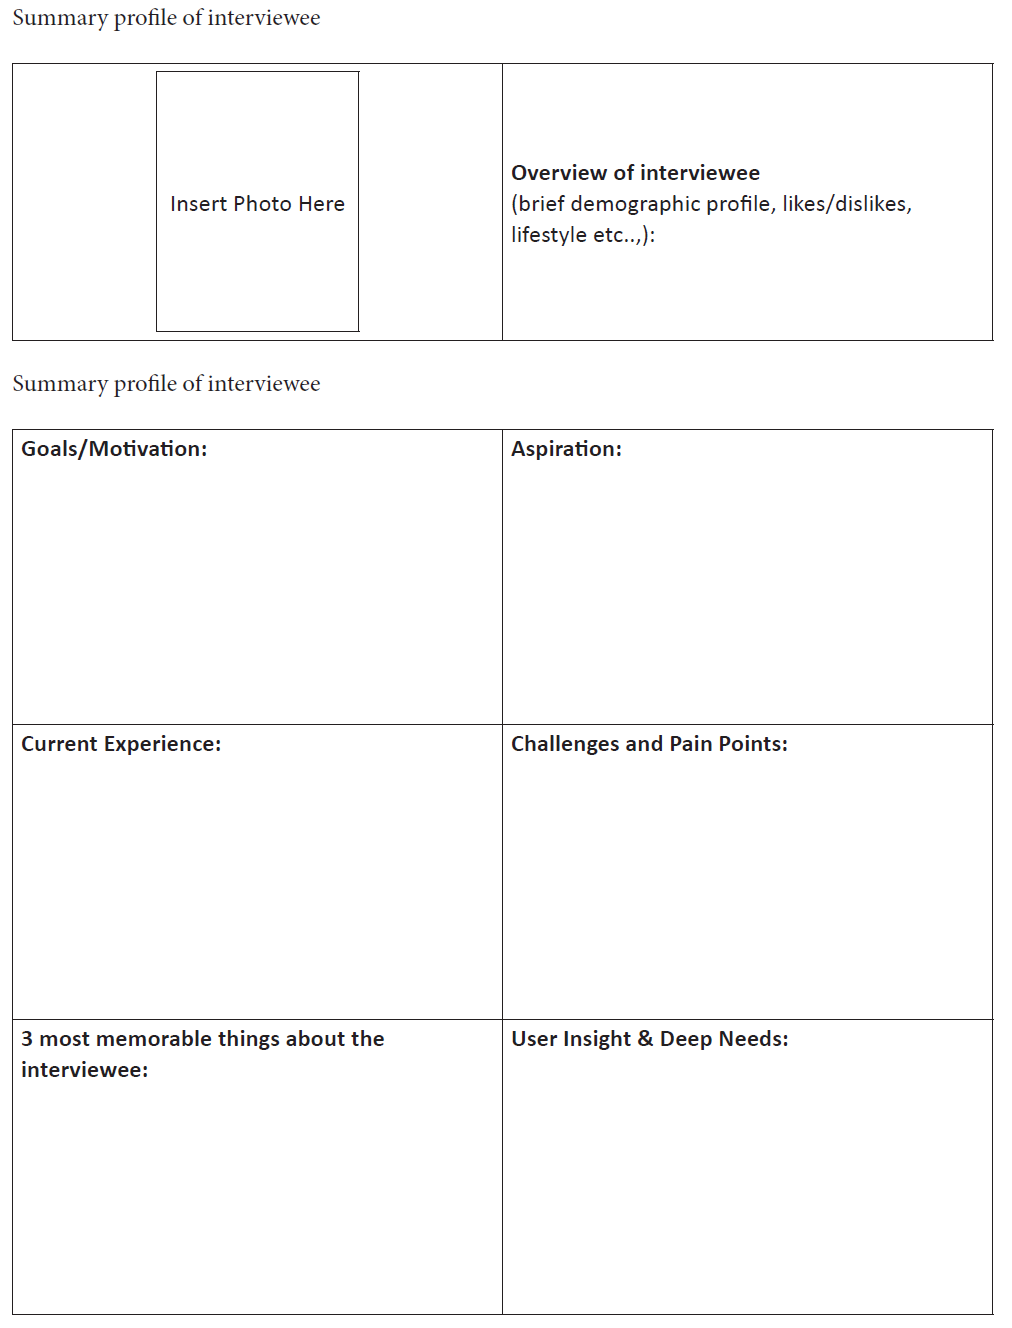 Summary profile of interviewee
Insert Photo Here
Overview of interviewee
(brief demographic profile, likes/dislikes,
lifestyle etc..,):
Summary profile of interviewee
Goals/Motivation:
Aspiration:
Current Experience:
Challenges and Pain Points:
3 most memorable things about the
interviewee:
User Insight & Deep Needs: